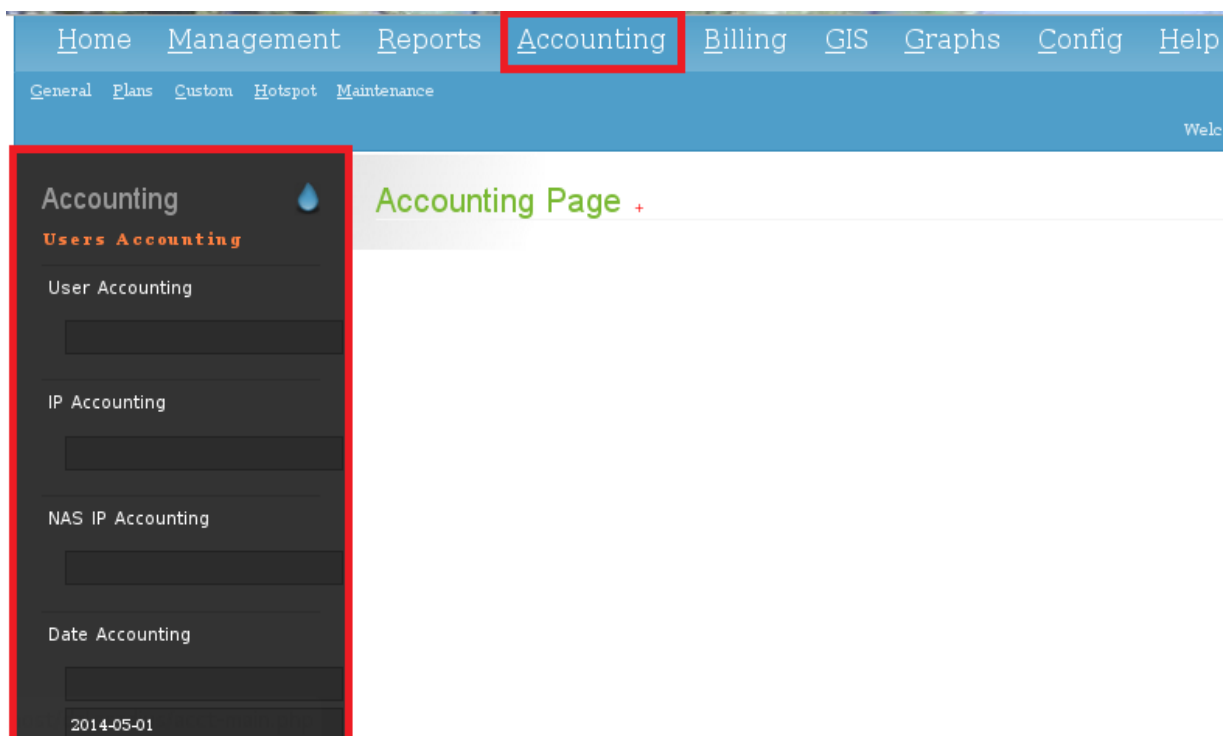 Home Management Reports Accounting Billing GIS Graphs Config Help
General Plans Custom Hotspot Maintenance
Welc
Accounting
Users Accounting
User Accounting
IP Accounting
NAS IP Accounting
Date Accounting
2014-05-01
Accounting Page +